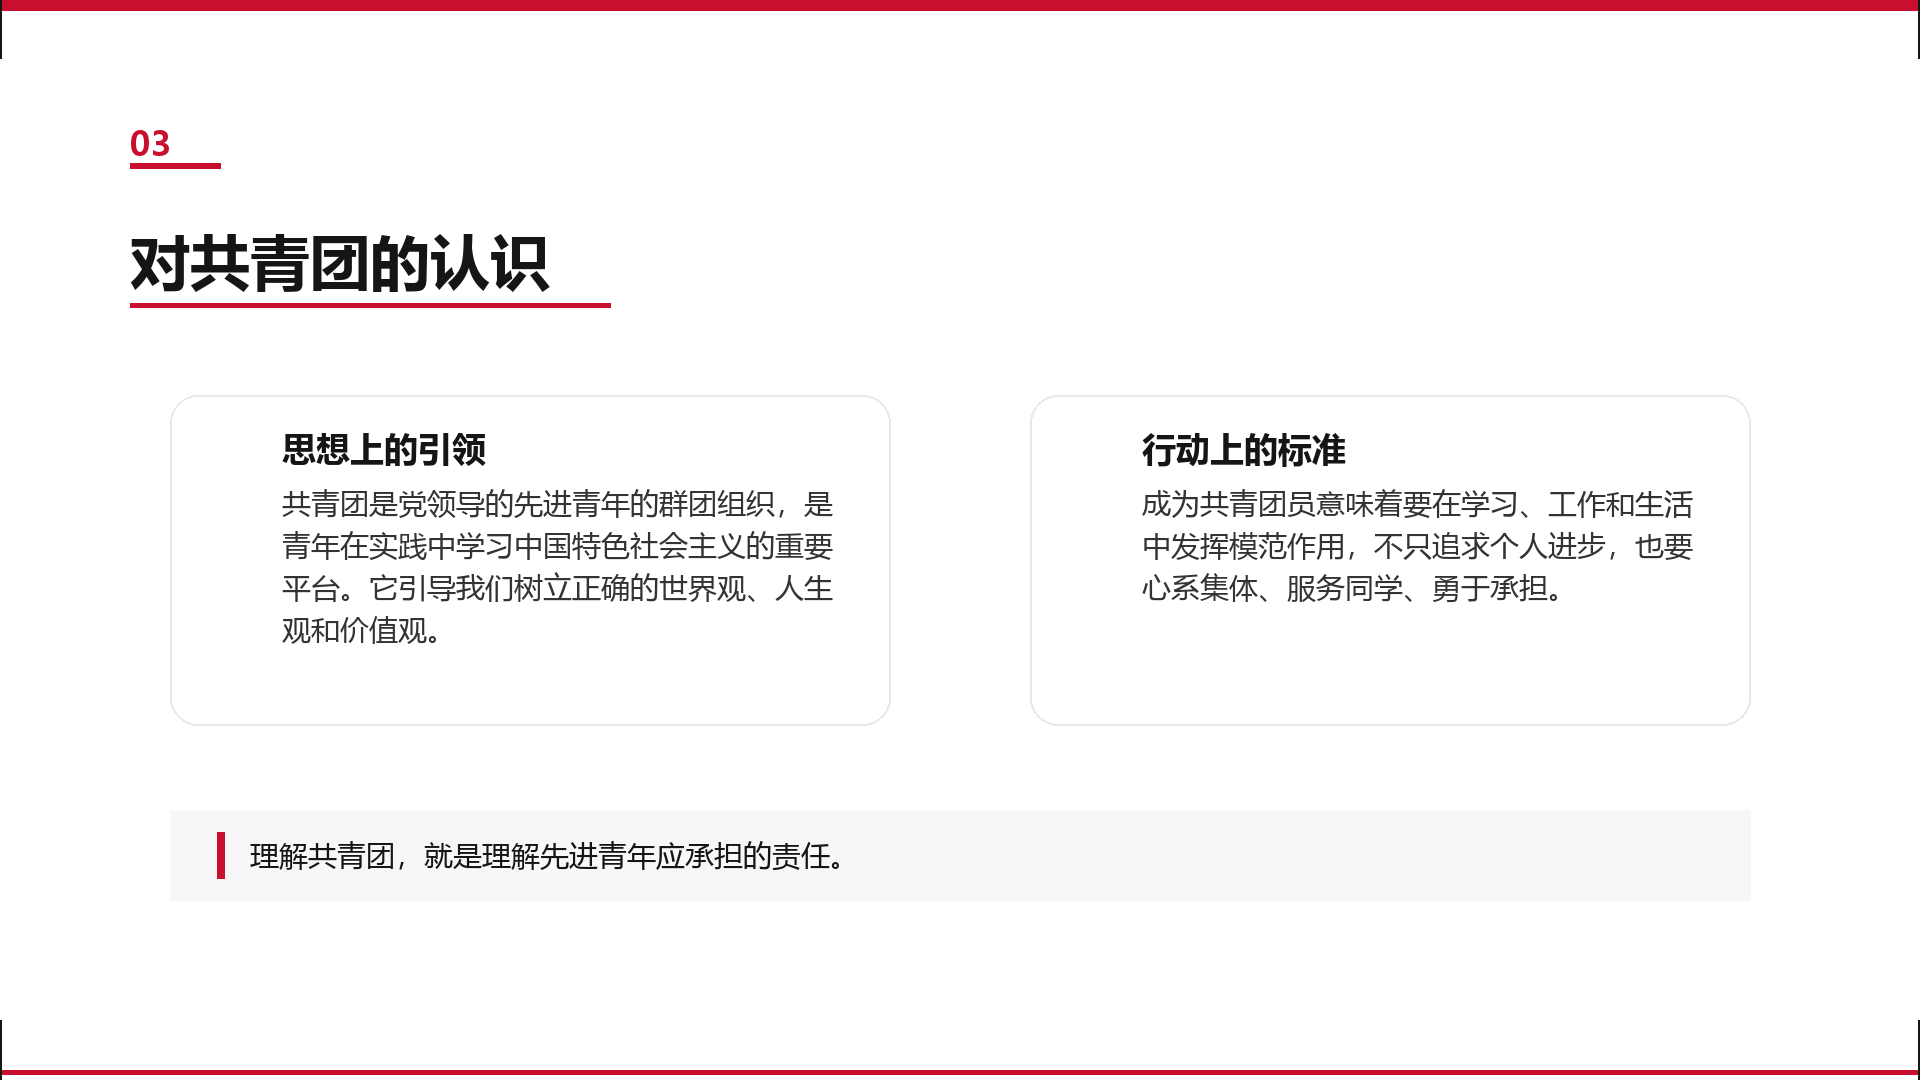 03
对共青团的认识
思想上的引领
共青团是党领导的先进青年的群团组织，是
青年在实践中学习中国特色社会主义的重要
平台。它引导我们树立正确的世界观、人生
观和价值观。
行动上的标准
成为共青团员意味着要在学习、工作和生活
中发挥模范作用，不只追求个人进步，也要
心系集体、服务同学、勇于承担。
理解共青团，就是理解先进青年应承担的责任。